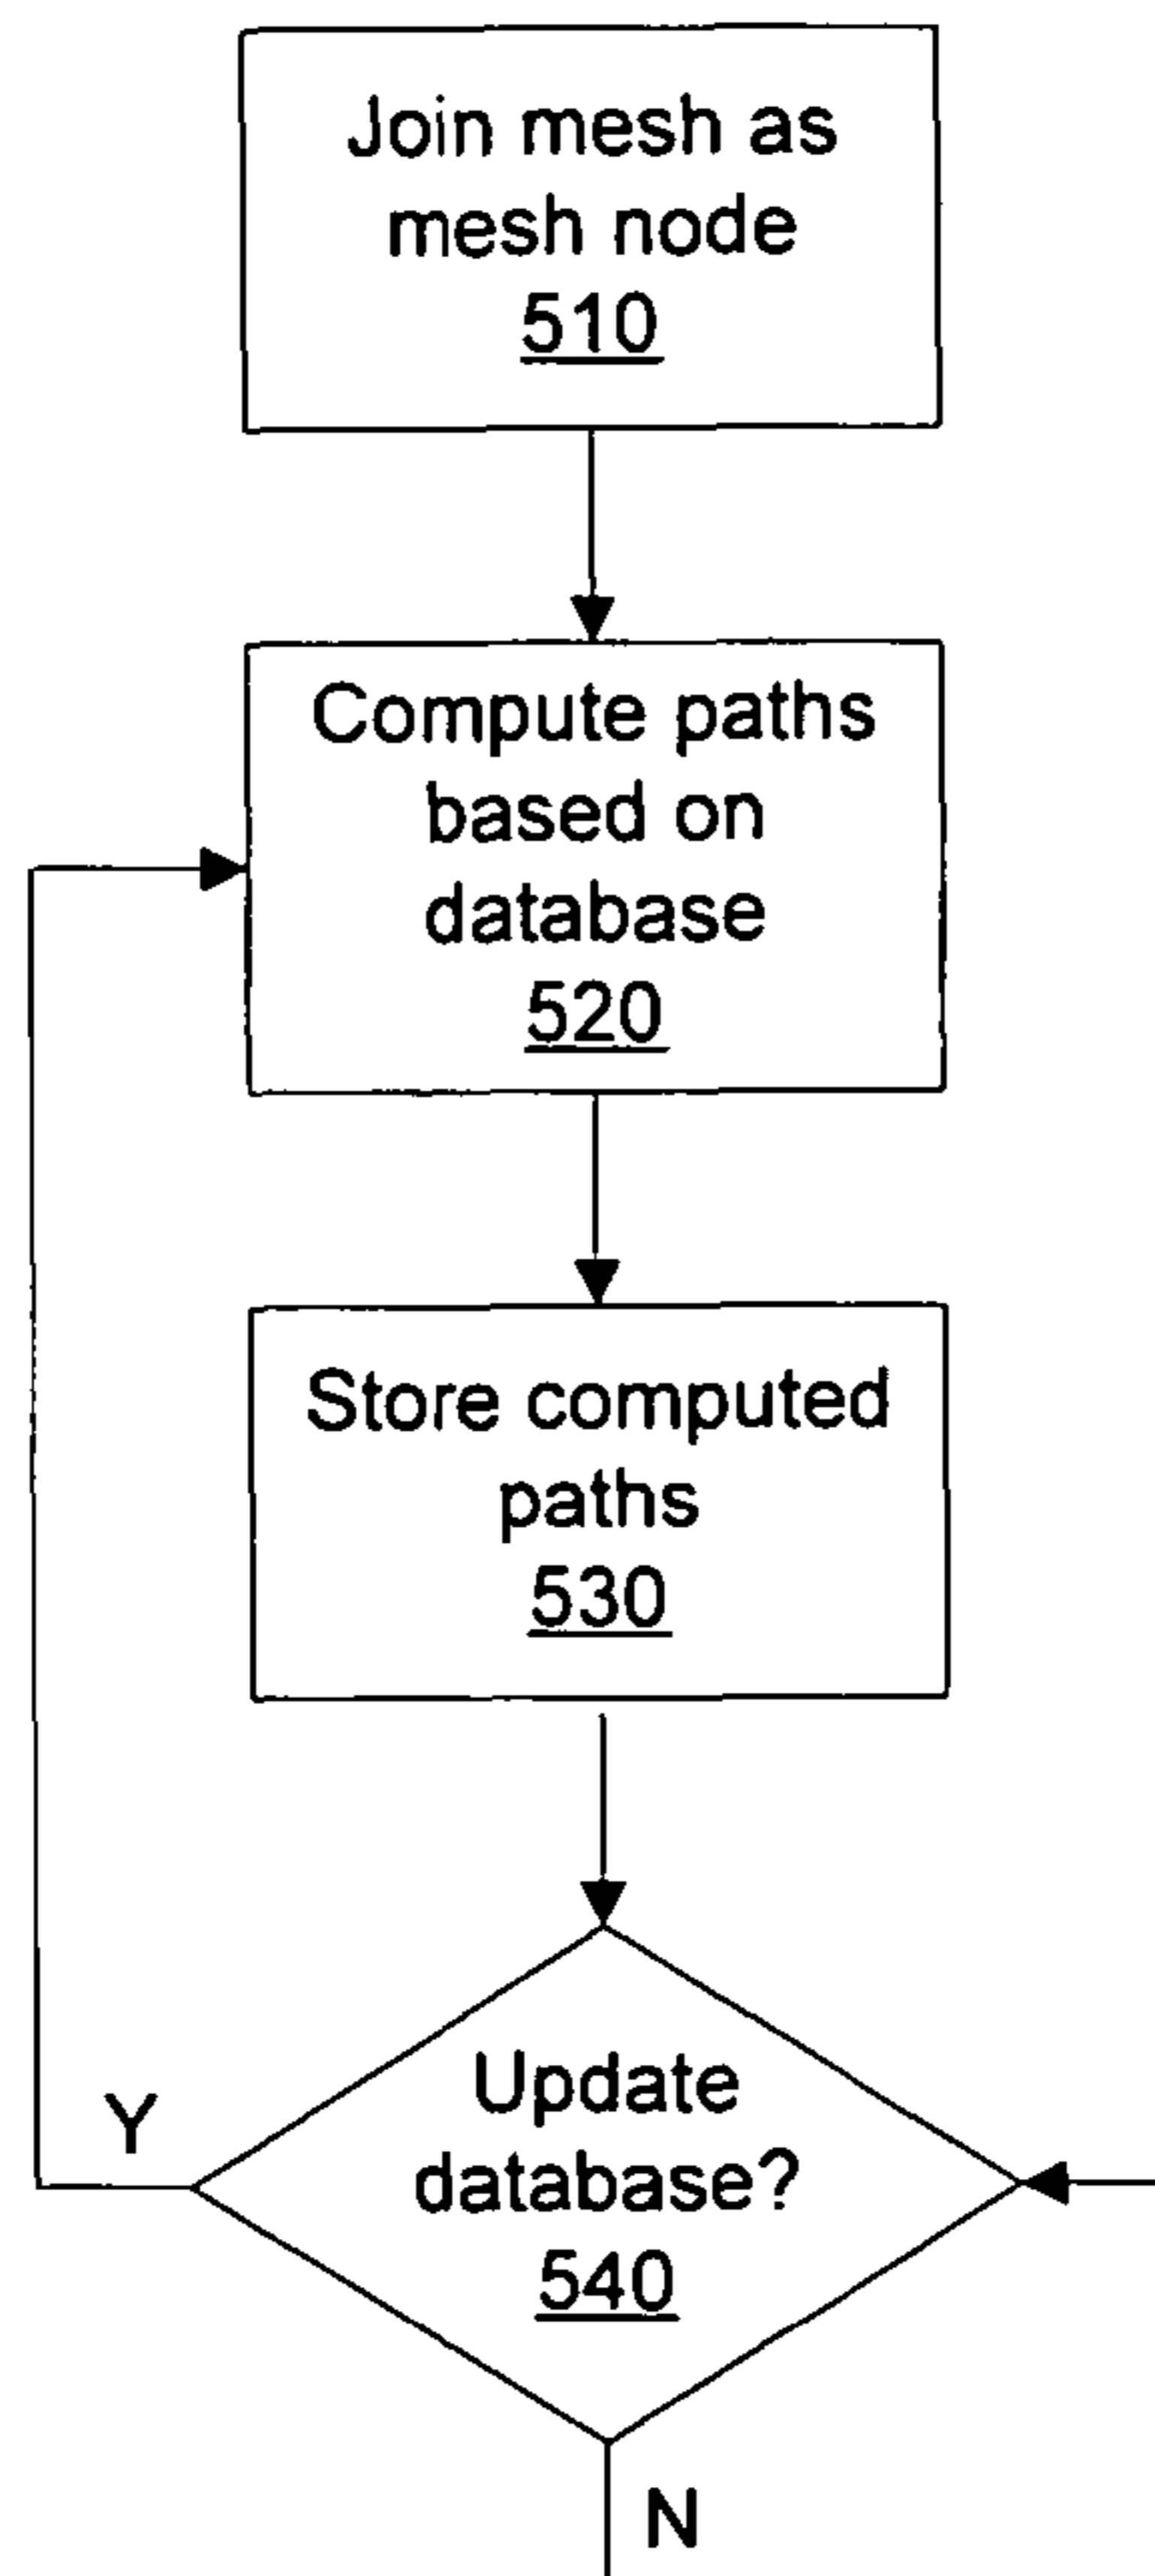 Join mesh as
mesh node
510
Compute paths
based on
database
520
Store computed
paths
530
Update
database?
540
Y
N